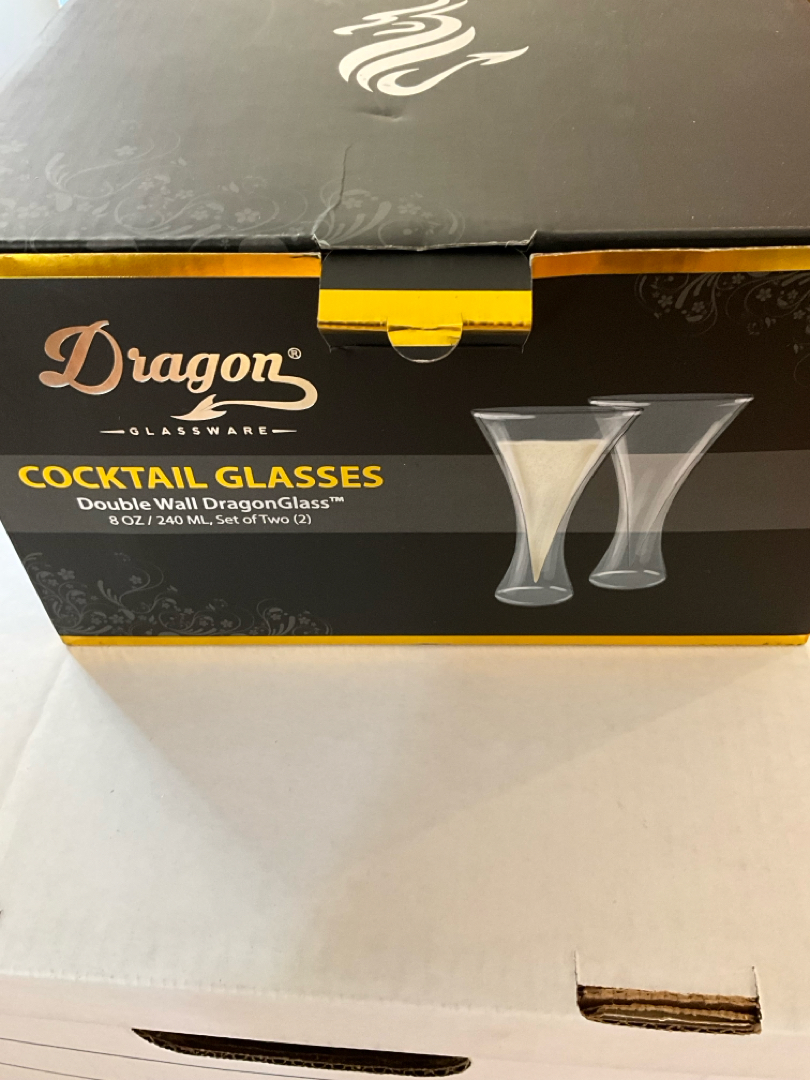 Dragon®
GLASSWARE
COCKTAIL GLASSES
Double Wall DragonGlass™
8 OZ / 240 ML, Set of Two (2)